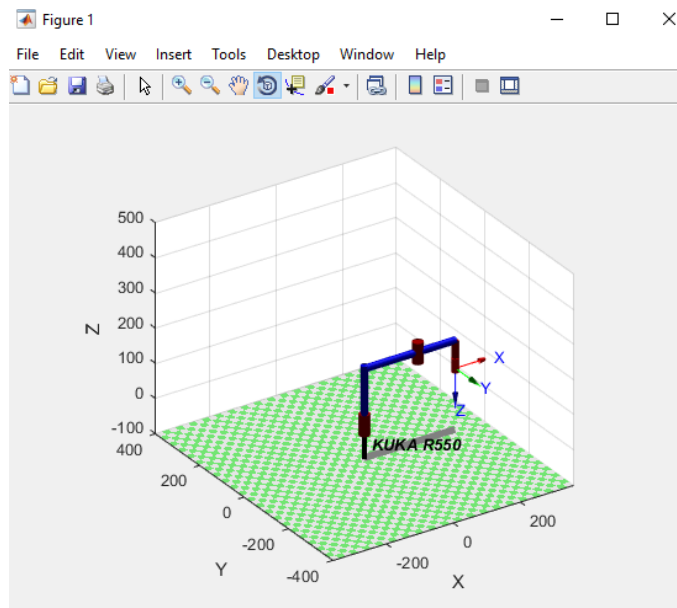 Figure 1
File Edit View Insert Tools Desktop Window Help
500
400
300
200
100
0
-100
Z
400
200
0
-200
-400
Y
-200
0
200
X
X
Y
Z
KUKA R550